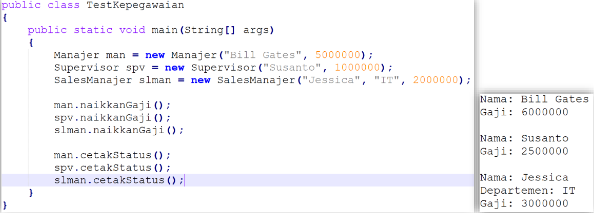 public class TestKepegawaian
{
    public static void main(String[] args)
    {
        Manajer man = new Manajer("Bill Gates", 5000000);
        Supervisor spv = new Supervisor("Susanto", 1000000);
        SalesManajer slman = new SalesManajer("Jessica", "IT", 2000000);

        man.naikkanGaji();
        spv.naikkanGaji();
        slman.naikkanGaji();

        man.cetakStatus();
        spv.cetakStatus();
        slman.cetakStatus();
    }
}
Nama: Bill Gates
Gaji: 6000000

Nama: Susanto
Gaji: 2500000

Nama: Jessica
Departemen: IT
Gaji: 3000000